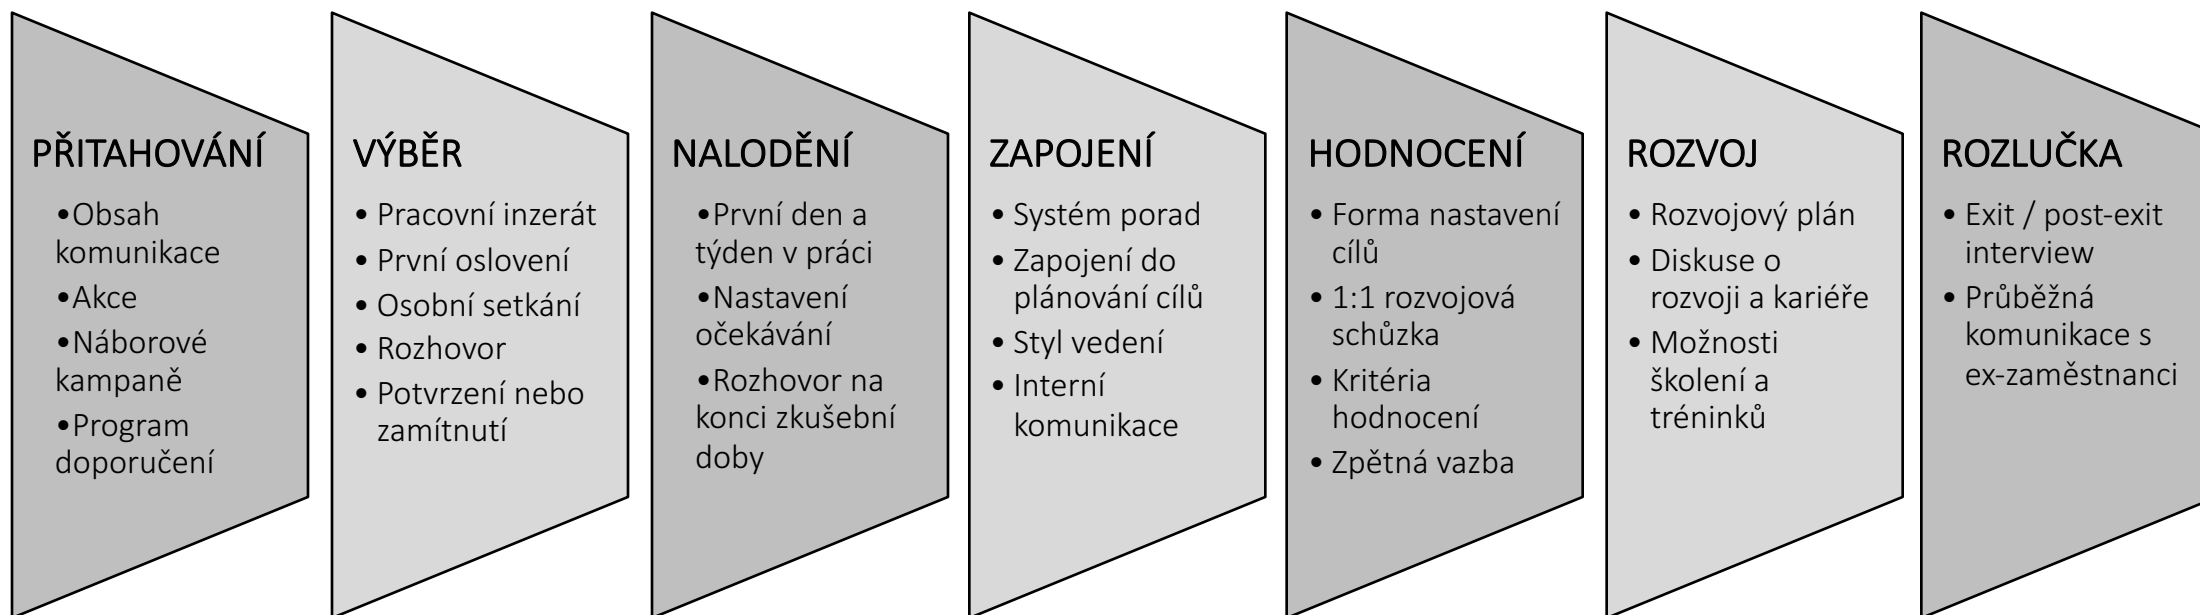 PŘITAHOVÁNÍ
•Obsah
komunikace
•Akce
•Náborové
kampaně
•Program
doporučení
VÝBĚR
• Pracovní inzerát
• První oslovení
• Osobní setkání
• Rozhovor
• Potvrzení nebo
zamítnutí
NALODĚNÍ
•První den a
týden v práci
•Nastavení
očekávání
•Rozhovor na
konci zkušební
doby
ZAPOJENÍ
• Systém porad
• Zapojení do
plánování cílů
• Styl vedení
• Interní
komunikace
HODNOCENÍ
• Forma nastavení
cílů
• 1:1 rozvojová
schůzka
• Kritéria
hodnocení
• Zpětná vazba
ROZVOJ
• Rozvojový plán
• Diskuse o
rozvoji a kariéře
• Možnosti
školení a
tréninků
ROZLUČKA
• Exit / post-exit
interview
• Průběžná
komunikace s
ex-zaměstnanci